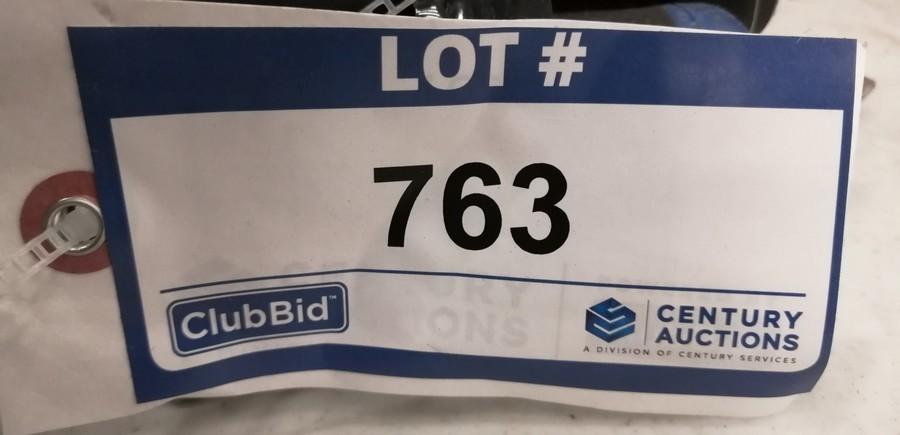 LOT #
763
ClubBid™
CENTURY
AUCTIONS
A DIVISION OF CENTURY SERVICES